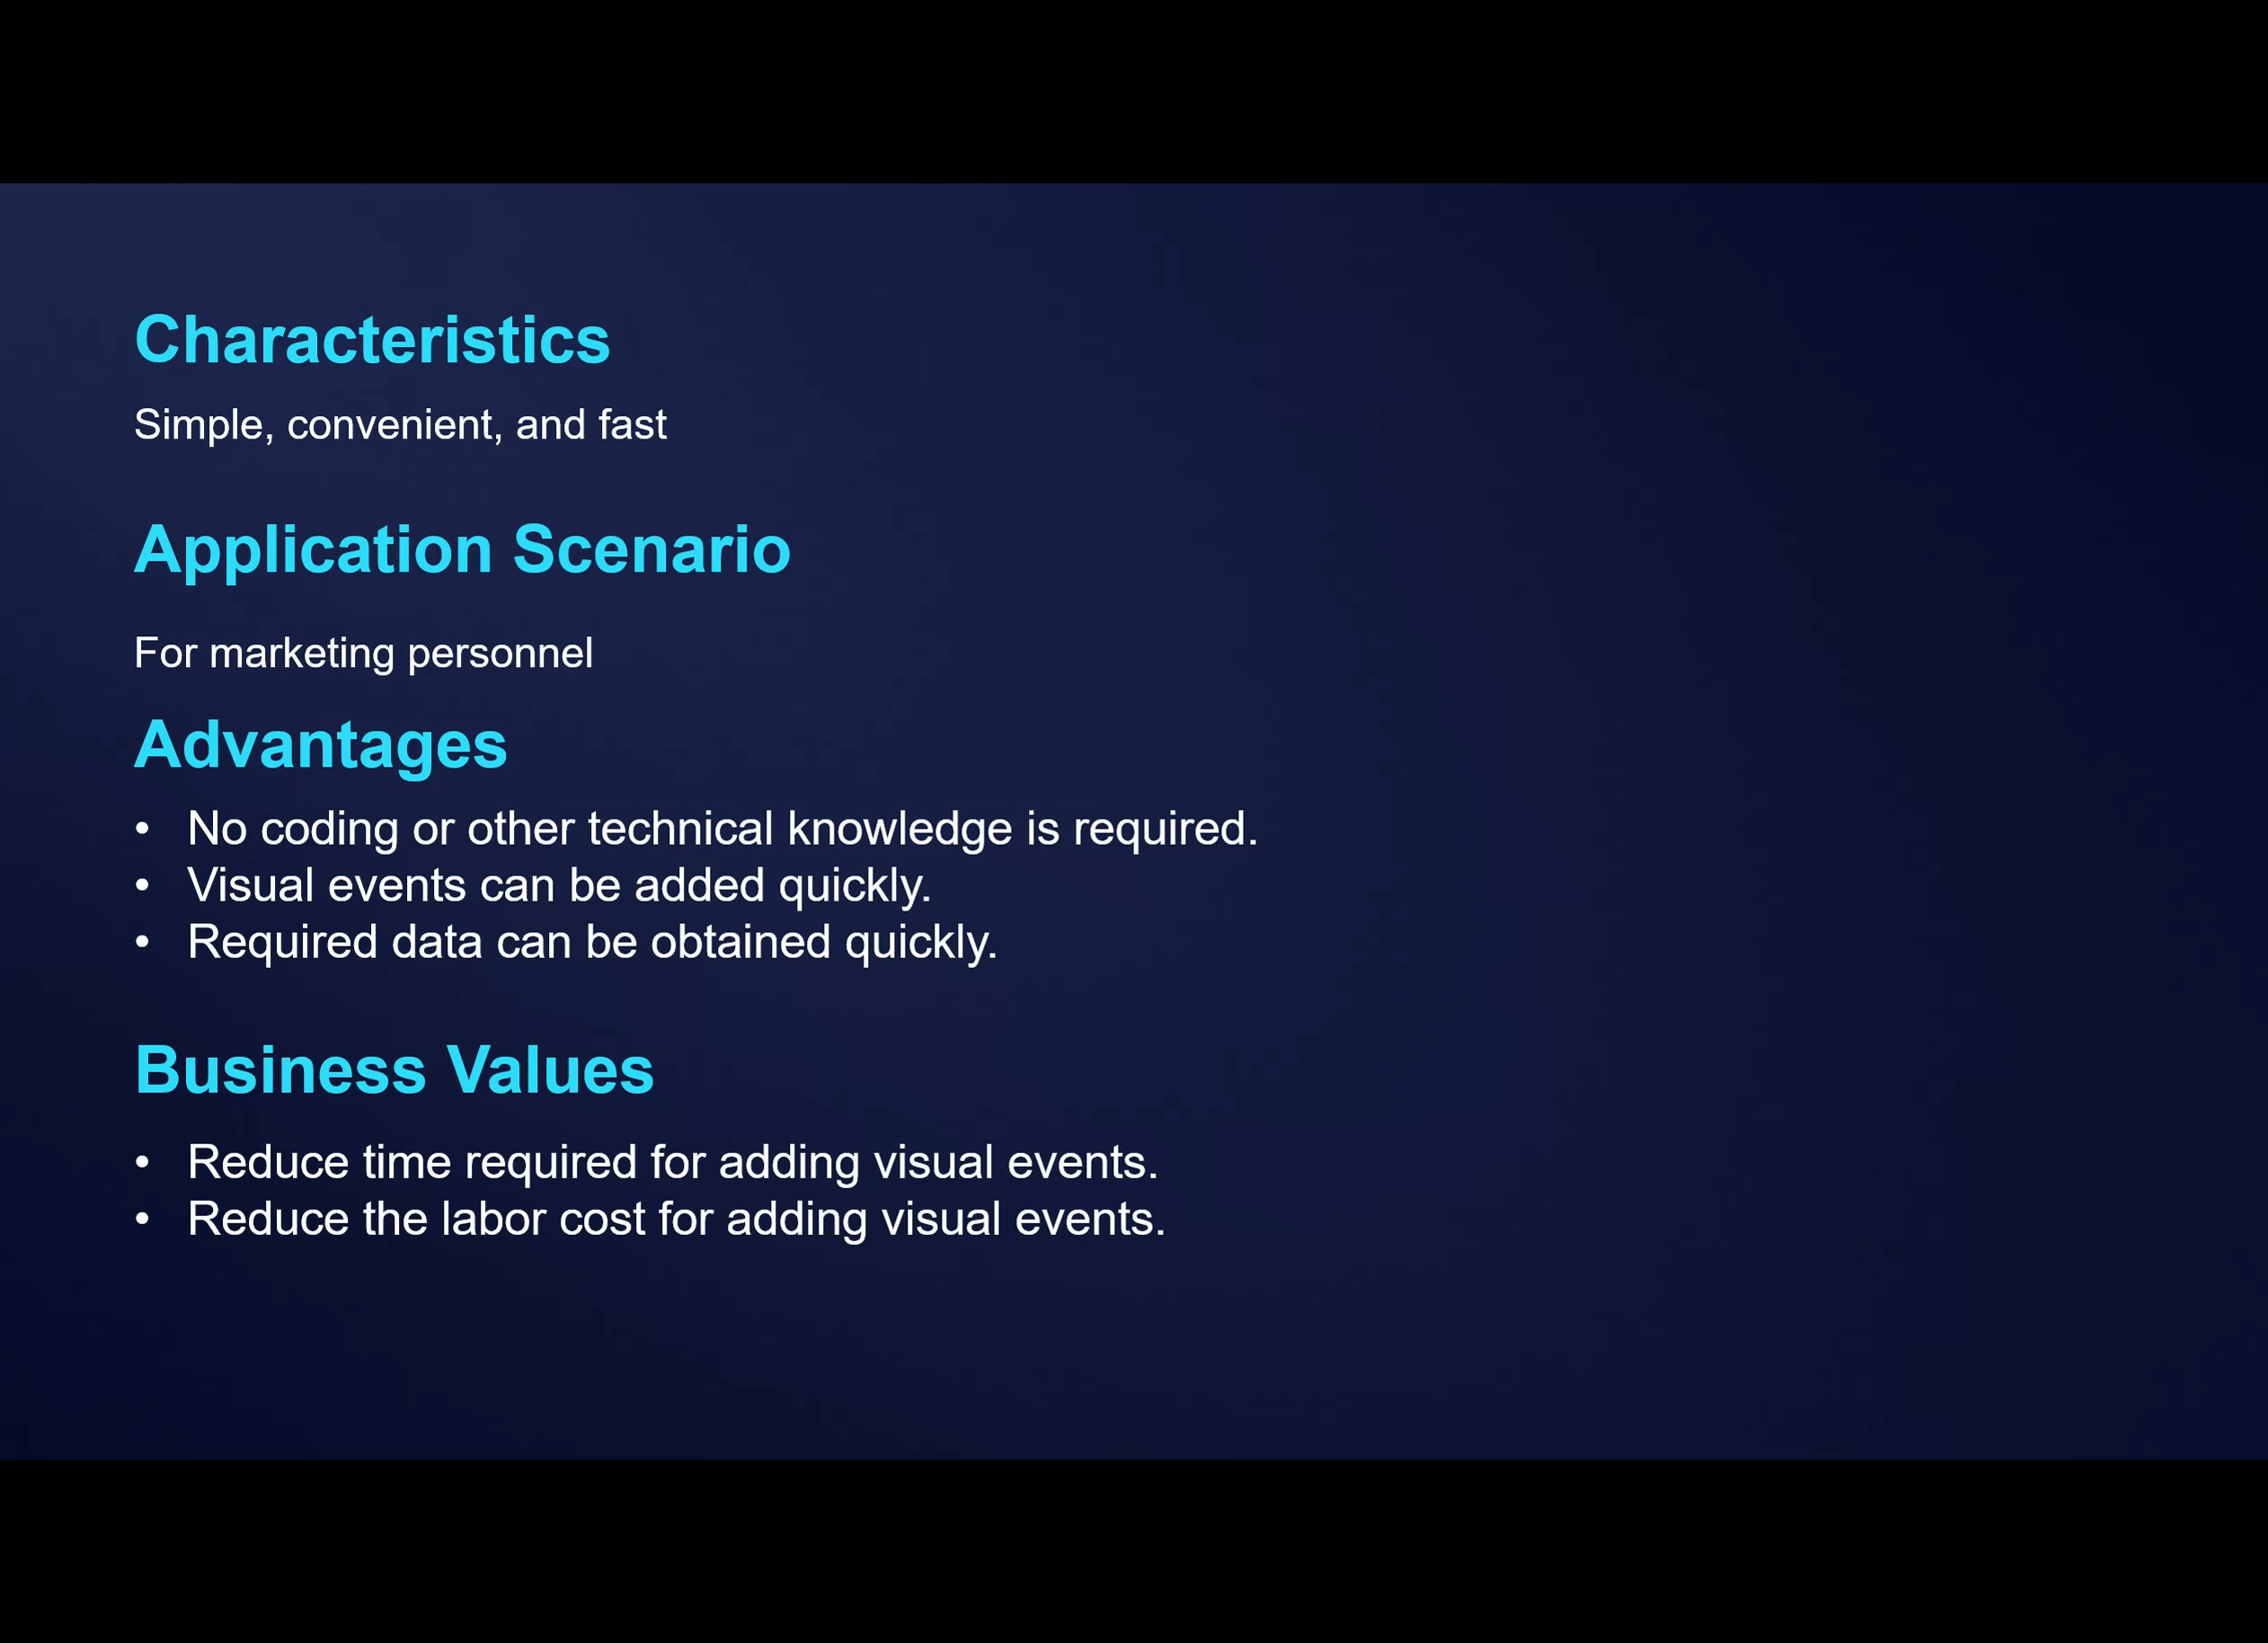 Characteristics
Simple, convenient, and fast
Application Scenario
For marketing personnel
Advantages
• No coding or other technical knowledge is required.
• Visual events can be added quickly.
• Required data can be obtained quickly.
Business Values
• Reduce time required for adding visual events.
• Reduce the labor cost for adding visual events.